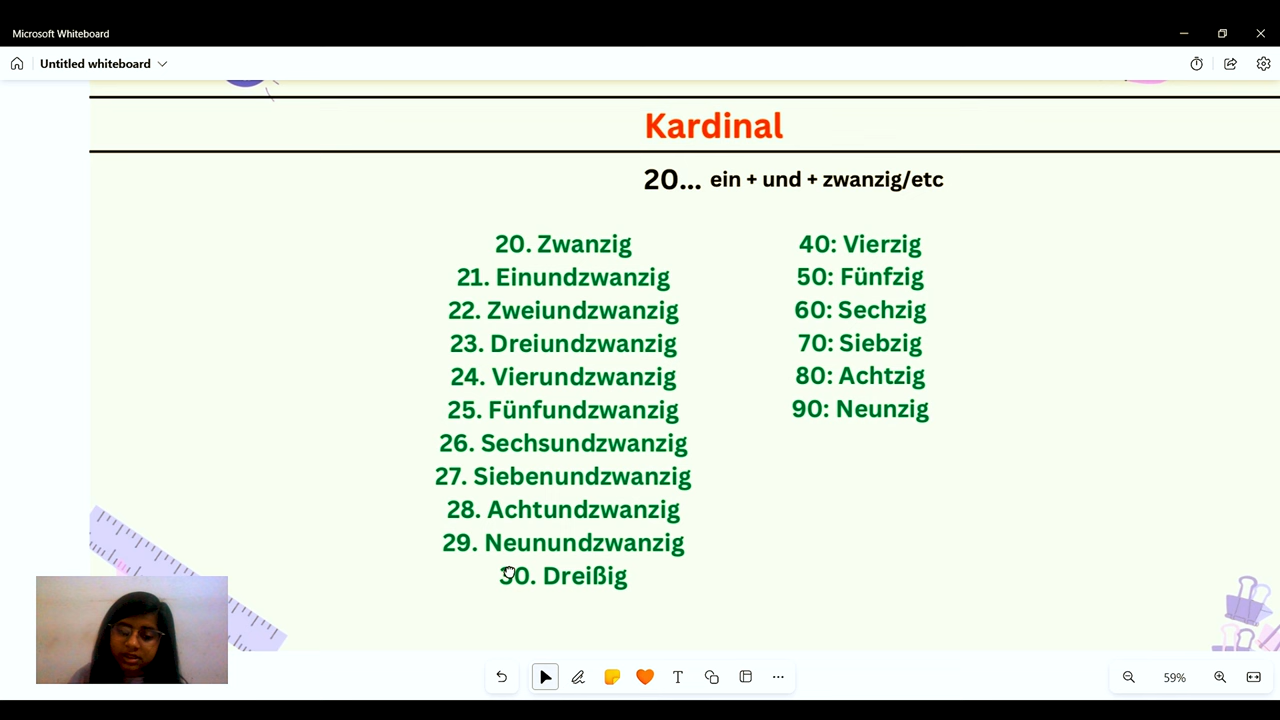 Microsoft Whiteboard
Untitled whiteboard
Kardinal
20... ein + und + zwanzig/etc
20. Zwanzig
21. Einundzwanzig
22. Zweiundzwanzig
23. Dreiundzwanzig
24. Vierundzwanzig
25. Fünfundzwanzig
26. Sechsundzwanzig
27. Siebenundzwanzig
28. Achtundzwanzig
29. Neunundzwanzig
30. Dreißig
40: Vierzig
50: Fünfzig
60: Sechzig
70: Siebzig
80: Achtzig
90: Neunzig
59%